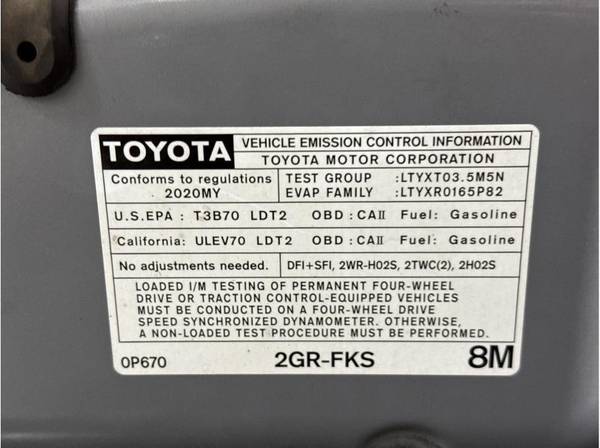 TOYOTA
VEHICLE EMISSION CONTROL INFORMATION
TOYOTA MOTOR CORPORATION
Conforms to regulations
2020MY
TEST GROUP :LTYXT03.5M5N
EVAP FAMILY :LTYXR0165P82
U.S.EPA : T3B70 LDT2 OBD : CAII Fuel: Gasoline
California: ULEV70 LDT2 OBD : CAII Fuel: Gasoline
No adjustments needed. DFI+SFI, 2WR-HO2S, 2TWC(2), 2HO2S
LOADED I/M TESTING OF PERMANENT FOUR-WHEEL
DRIVE OR TRACTION CONTROL-EQUIPPED VEHICLES
MUST BE CONDUCTED ON A FOUR-WHEEL DRIVE
SPEED SYNCHRONIZED DYNAMOMETER. OTHERWISE,
A NON-LOADED TEST PROCEDURE MUST BE PERFORMED.
0P670 2GR-FKS 8M